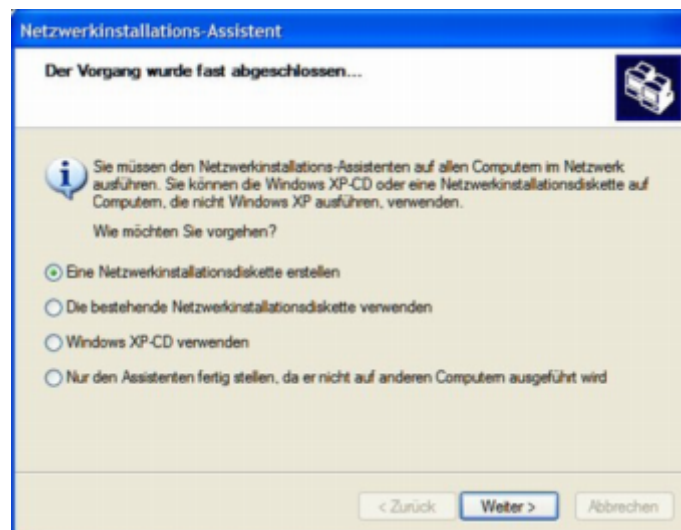 Netzwerkinstallations-Assistent
Der Vorgang wurde fast abgeschlossen...
Sie müssen den Netzwerkinstallations-Assistenten auf allen Computern im Netzwerk
ausführen. Sie können die Windows XP-CD oder eine Netzwerkinstallationsdiskette auf
Computern, die nicht Windows XP ausführen, verwenden.
Wie möchten Sie vorgehen?
Eine Netzwerkinstallationsdiskette erstellen
Die bestehende Netzwerkinstallationsdiskette verwenden
Windows XP-CD verwenden
Nur den Assistenten fertig stellen, da er nicht auf anderen Computern ausgeführt wird
< Zurück Weiter > Abbrechen